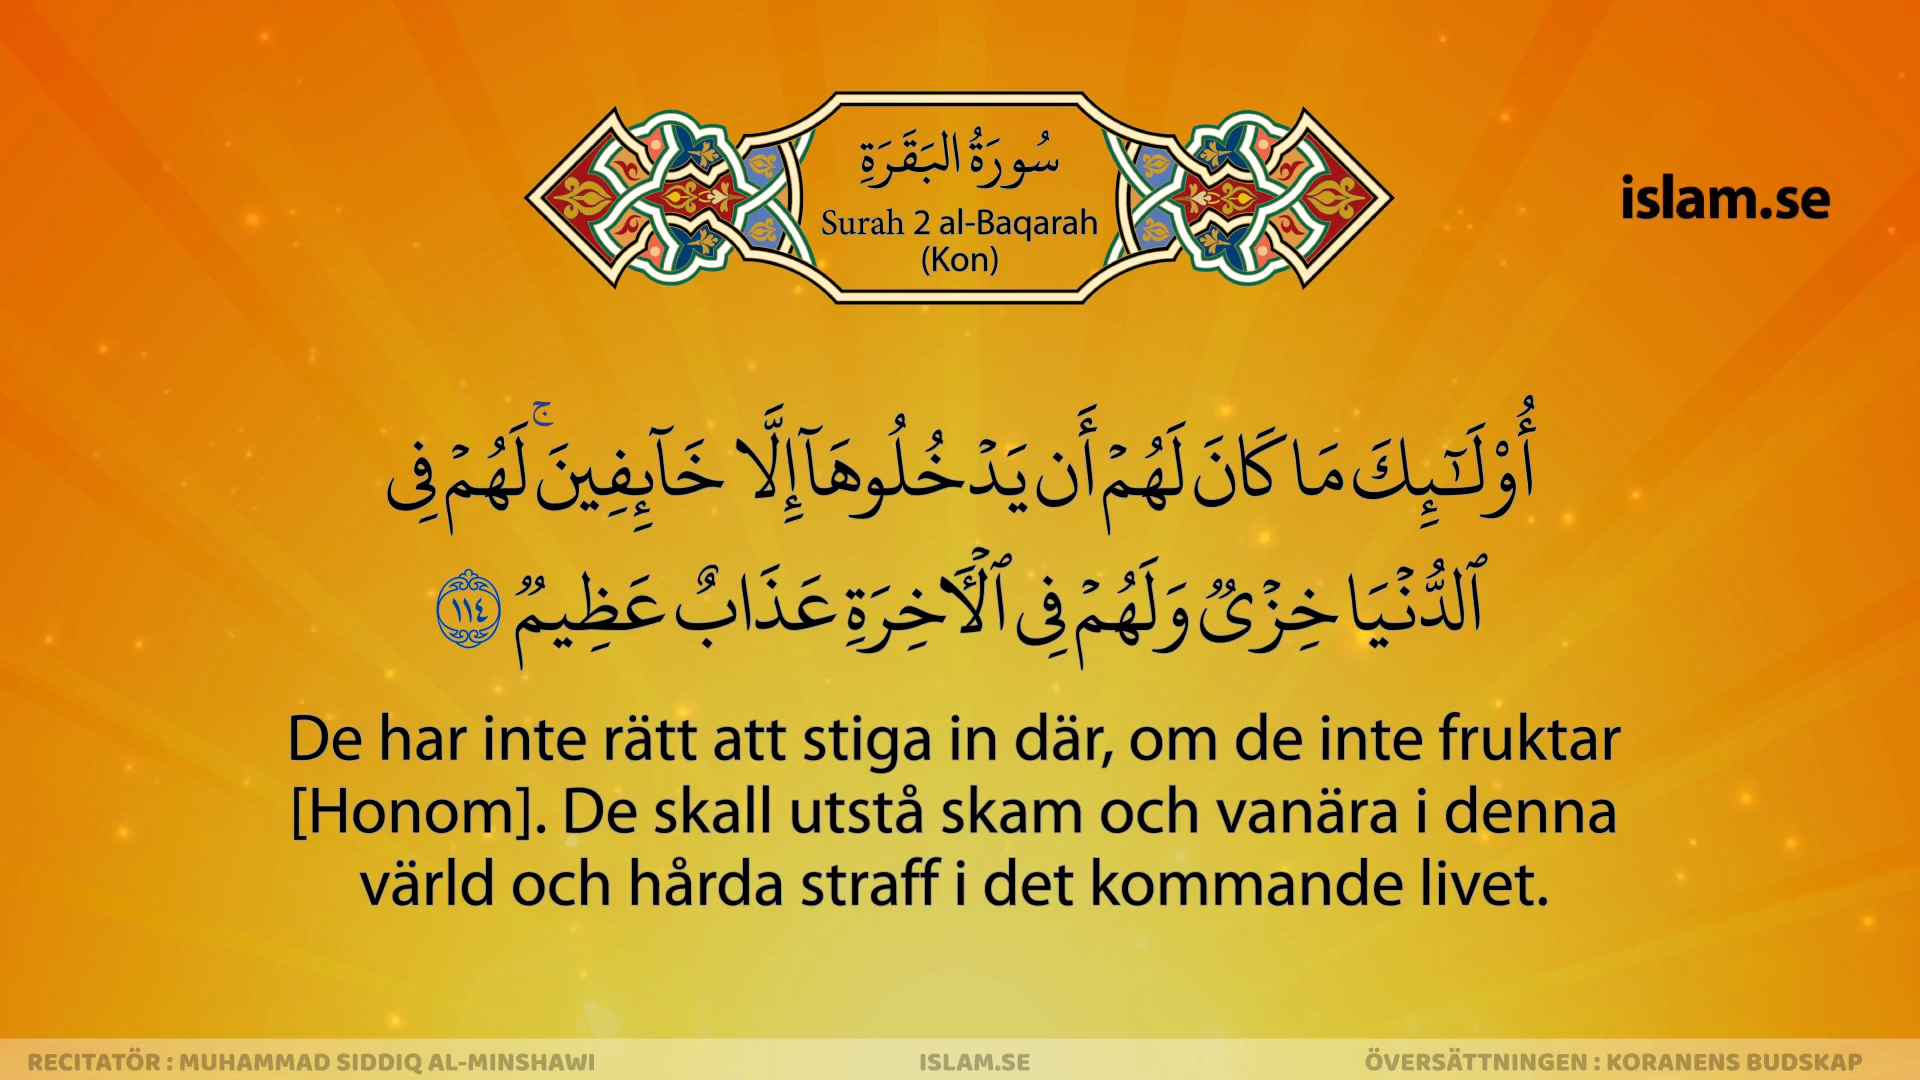 سُورَةُ البَقَرَةِ
Surah 2 al-Baqarah
(Kon)
islam.se
أُوْلَـٰٓئِكَ مَا كَانَ لَهُمۡ أَن يَدۡخُلُوهَآ إِلَّا خَآئِفِينَۚ لَهُمۡ فِي
ٱلدُّنۡيَا خِزۡيٞ وَلَهُمۡ فِي ٱلۡأٓخِرَةِ عَذَابٌ عَظِيمٞ ١١٤
De har inte rätt att stiga in där, om de inte fruktar
[Honom]. De skall utstå skam och vanära i denna
värld och hårda straff i det kommande livet.
RECITATÖR : MUHAMMAD SIDDIQ AL-MINSHAWI
ISLAM.SE
ÖVERSÄTTNINGEN : KORANENS BUDSKAP